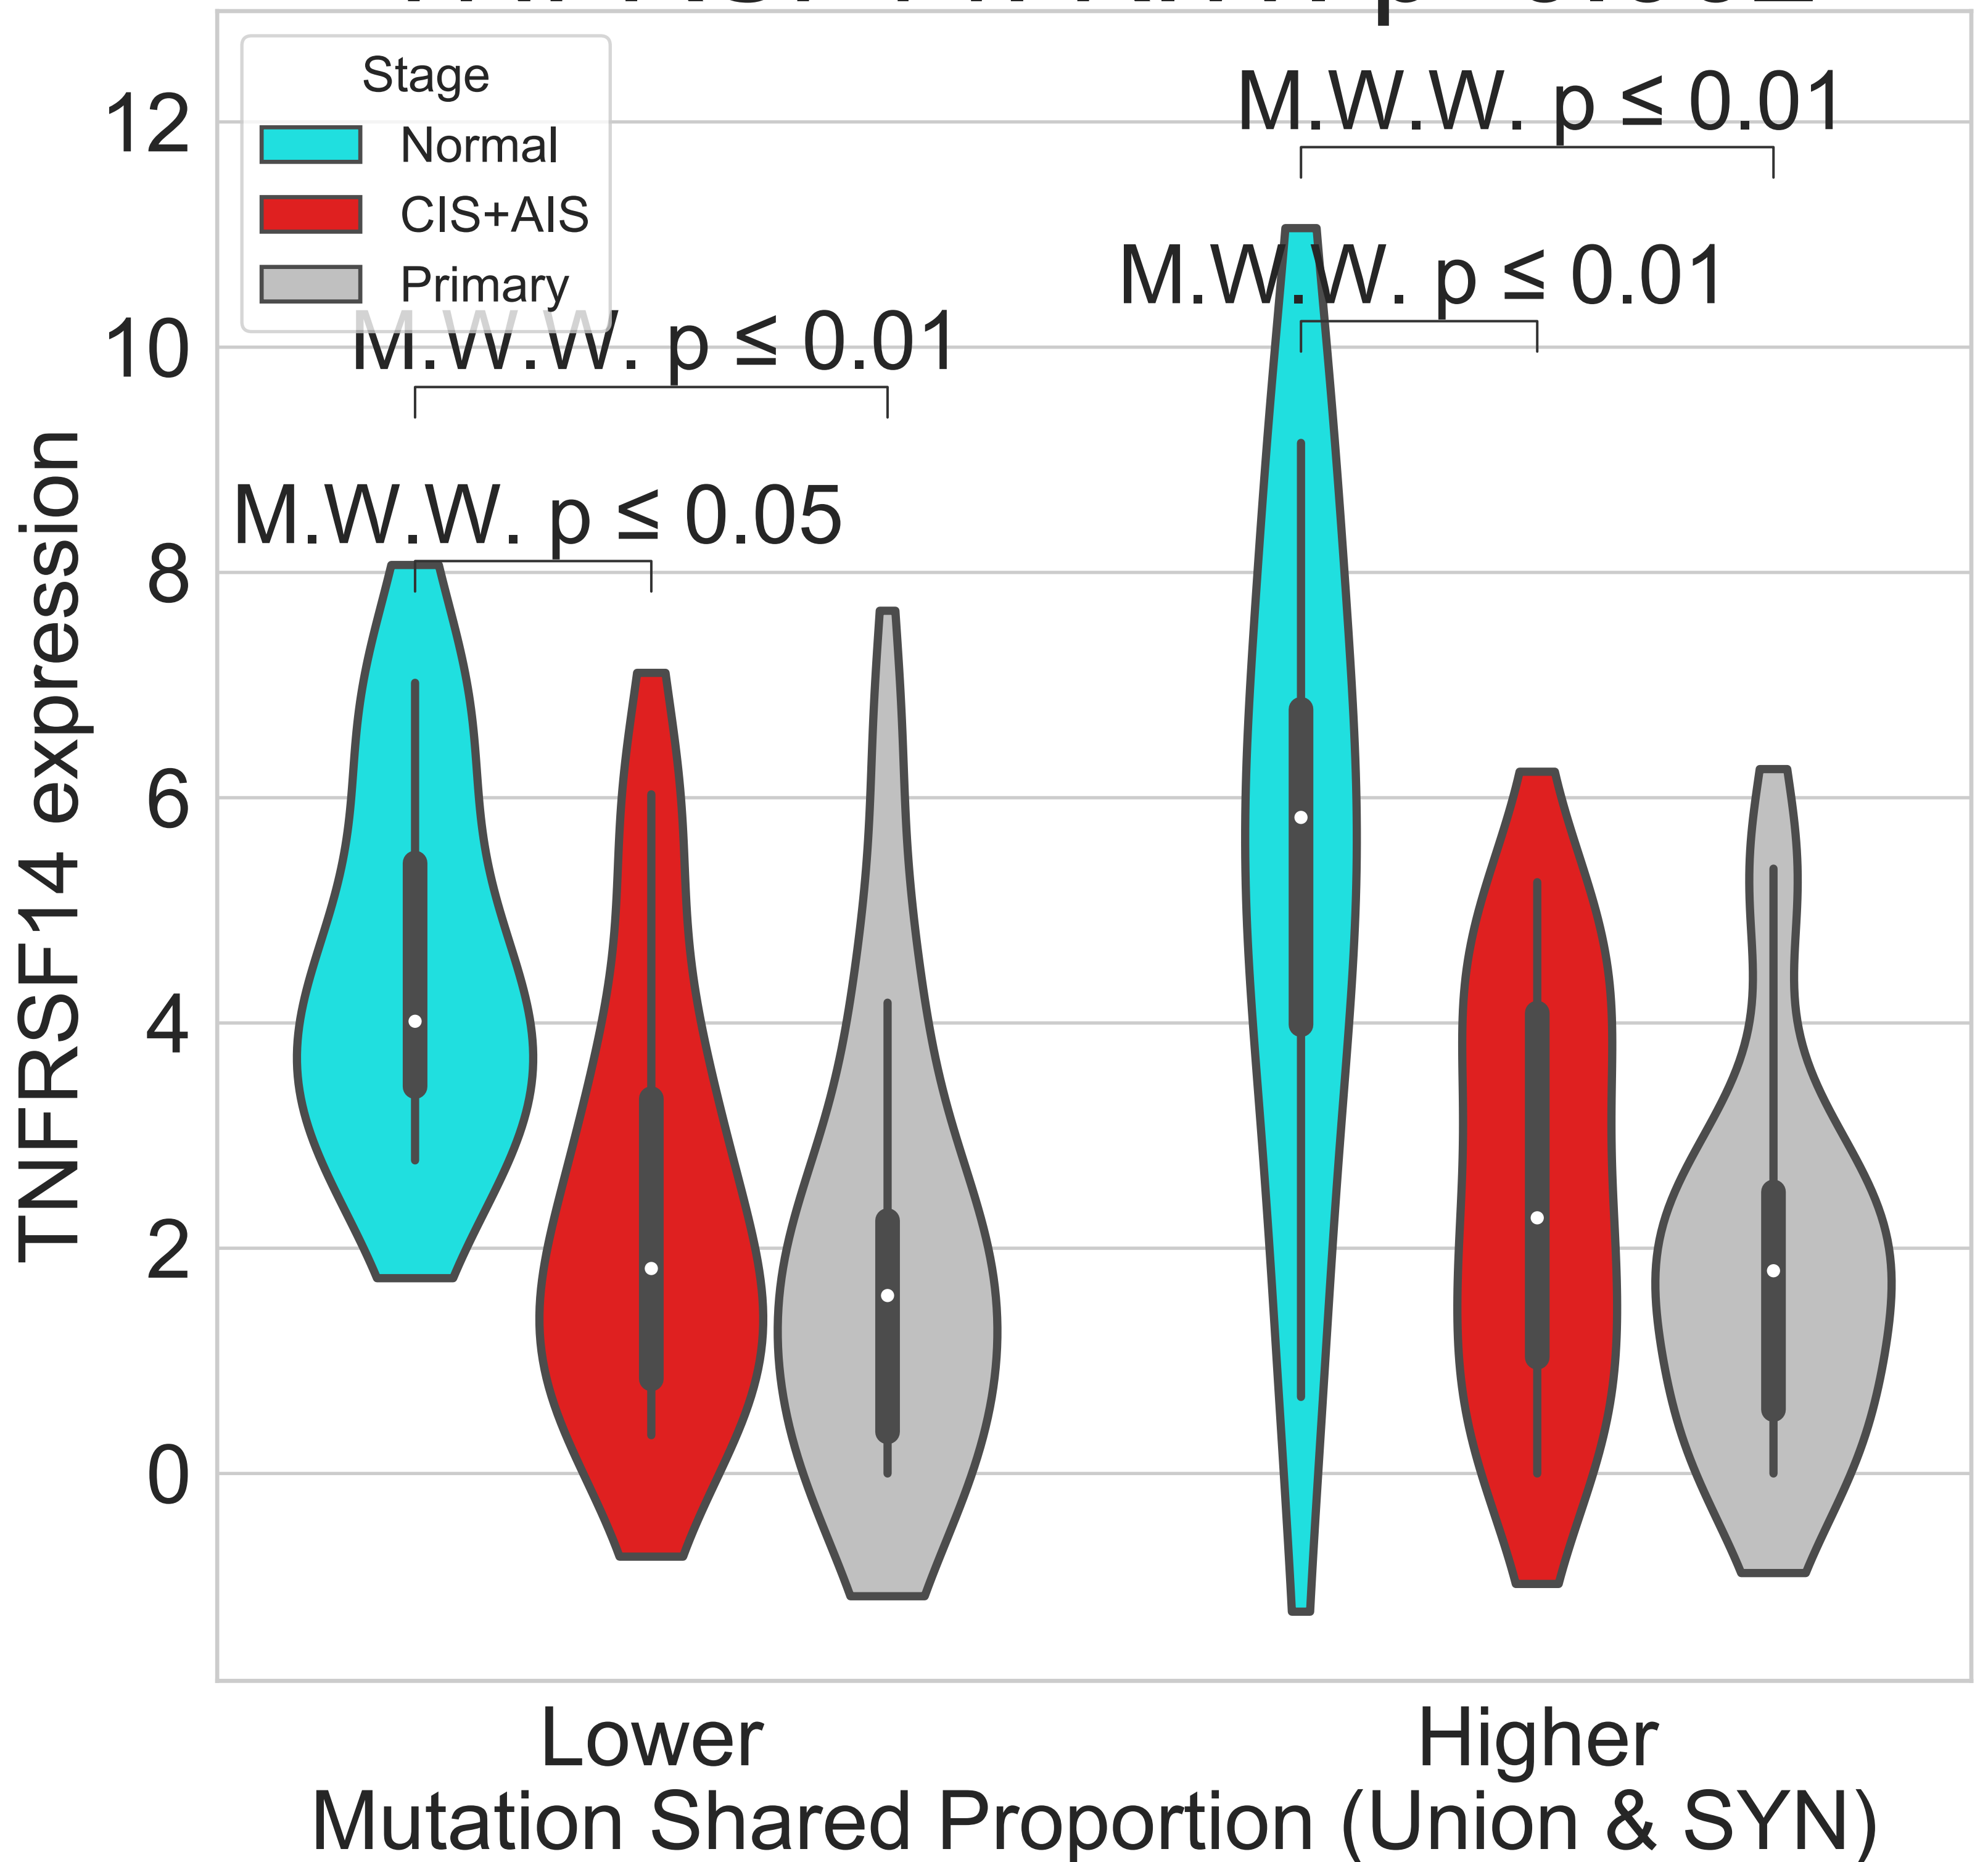 Stage
Normal
CIS+AIS
Primary
M.W.W. p ≤ 0.01
M.W.W. p ≤ 0.01
M.W.W. p ≤ 0.01
M.W.W. p ≤ 0.05
12
10
8
6
4
2
0
TNFRSF14 expression
Lower
Higher
Mutation Shared Proportion (Union & SYN)